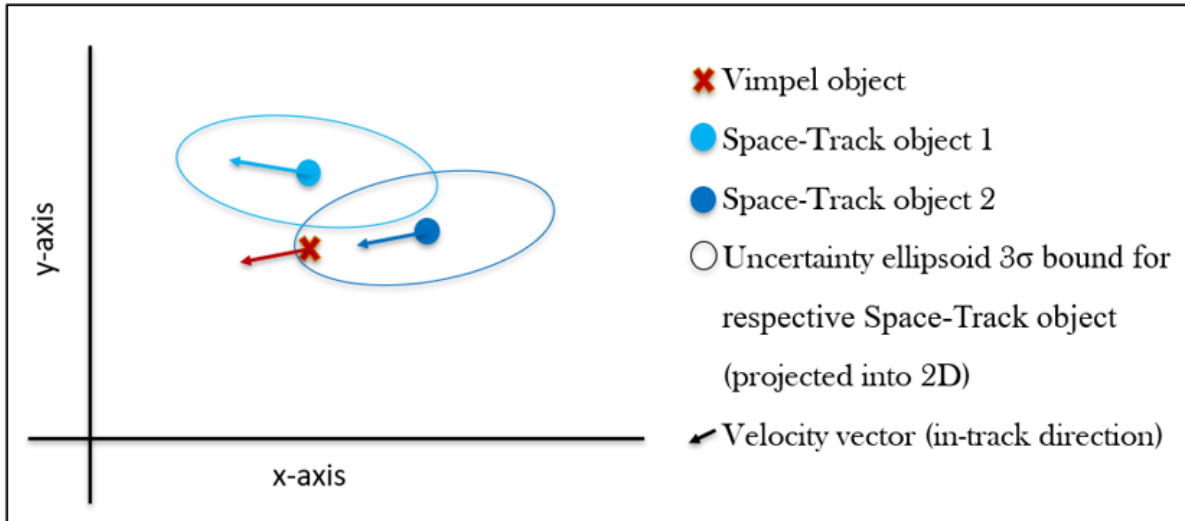 y-axis
x-axis
Vimpel object
Space-Track object 1
Space-Track object 2
Uncertainty ellipsoid 3σ bound for
respective Space-Track object
(projected into 2D)
Velocity vector (in-track direction)